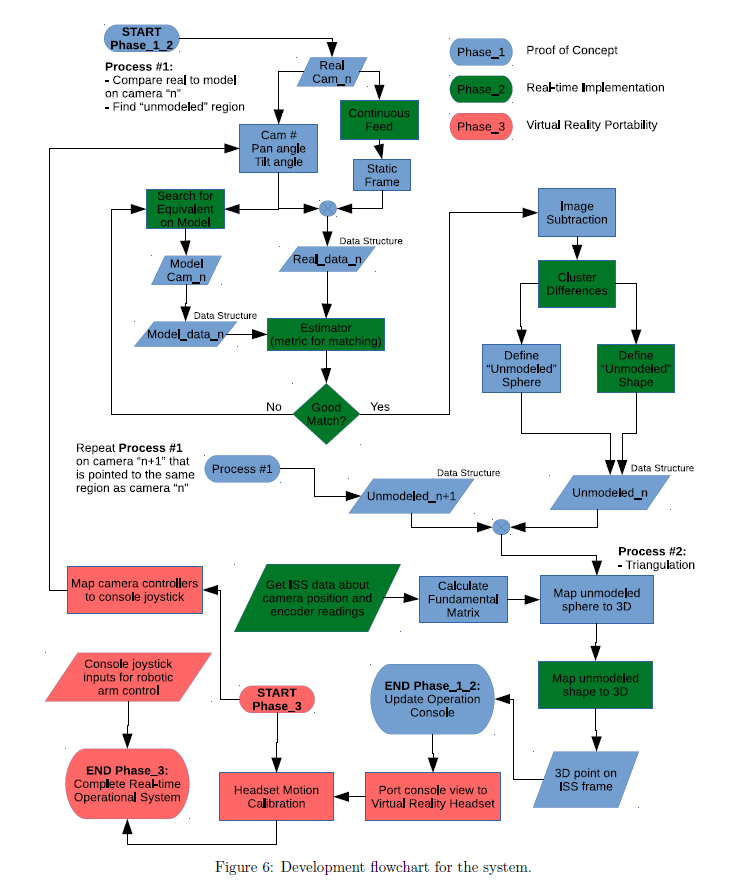 START
Phase_1_2
Process #1:
- Compare real to model
on camera “n”
- Find “unmodeled” region
Real
Cam_n
Phase_1
Proof of Concept
Phase_2
Real-time Implementation
Phase_3
Virtual Reality Portability
Continuous
Feed
Cam #
Pan angle
Tilt angle
Static
Frame
Search for
Equivalent
on Model
Image
Subtraction
Data Structure
Real_data_n
Model
Cam_n
Cluster
Differences
Data Structure
Model_data_n
Estimator
(metric for matching)
Define
“Unmodeled”
Sphere
Define
“Unmodeled”
Shape
No
Good
Match?
Yes
Repeat Process #1
on camera “n+1” that
is pointed to the same
region as camera “n”
Process #1
Data Structure
Unmodeled_n+1
Data Structure
Unmodeled_n
Process #2:
- Triangulation
Map camera controllers
to console joystick
Get ISS data about
camera position and
encoder readings
Calculate
Fundamental
Matrix
Map unmodeled
sphere to 3D
Console joystick
inputs for robotic
arm control
START
Phase_3
END Phase_1_2:
Update Operation
Console
Map unmodeled
shape to 3D
END Phase_3:
Complete Real-time
Operational System
Headset Motion
Calibration
Port console view to
Virtual Reality Headset
3D point on
ISS frame
Figure 6: Development flowchart for the system.